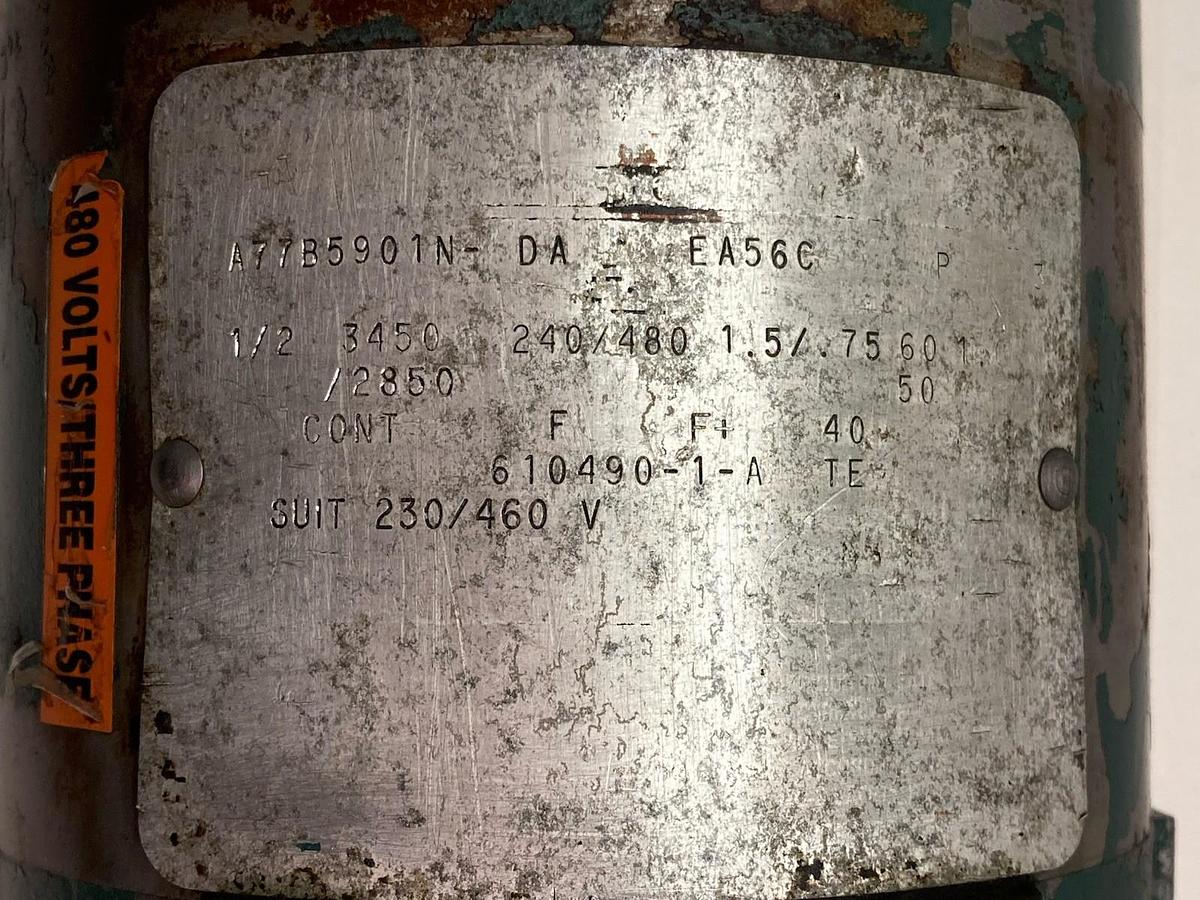 A77B5901N- DA EA56C P
1/2 3450 240/480 1.5/.75 60 1.
/2850 50
CONT F F+ 40
610490-1-A TE
SUIT 230/460 V
480 VOLTS THREE PHASE